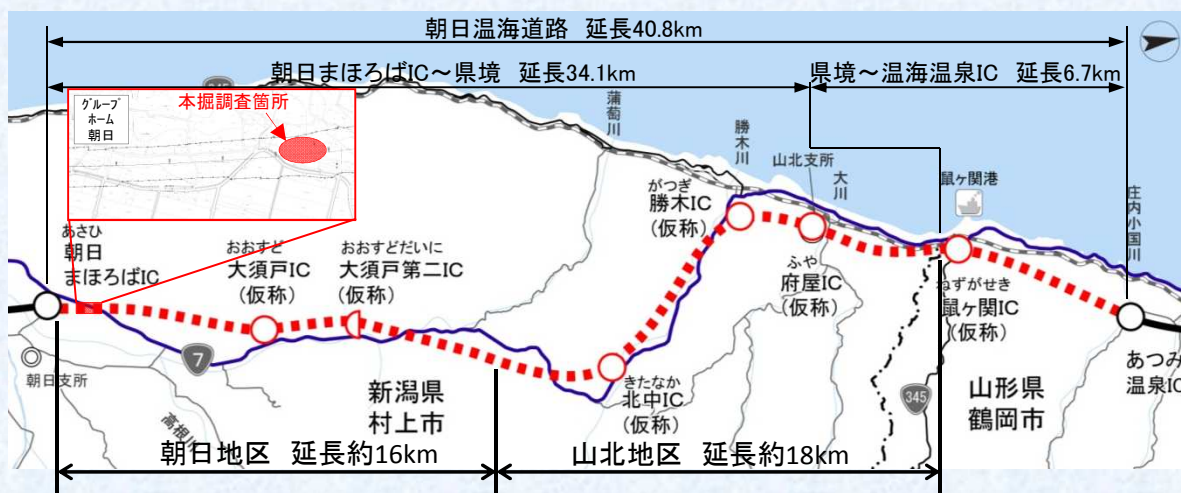 朝日温海道路 延長40.8km
朝日まほろばIC～県境 延長34.1km
県境～温海温泉IC 延長6.7km
ｸﾞﾙｰﾌﾟ
ﾎｰﾑ
朝日
本掘調査箇所
蒲萄川
勝木川
山北支所
大川
鼠ヶ関港
庄内小国川
あさひ
朝日
まほろばIC
おおすど
大須戸IC
(仮称)
おおすどだいに
大須戸第二IC
(仮称)
がつぎ
勝木IC
(仮称)
ふや
府屋IC
(仮称)
ねずがせき
鼠ヶ関IC
(仮称)
あつみ
温泉IC
きたなか
北中IC
(仮称)
7
345
朝日支所
高根川
新潟県
村上市
山形県
鶴岡市
朝日地区 延長約16km
山北地区 延長約18km